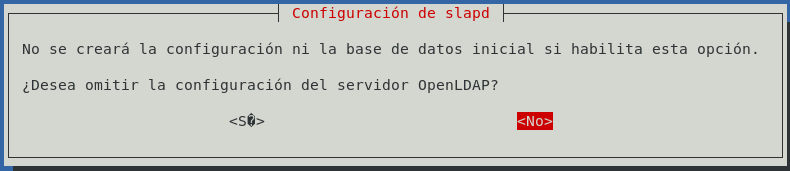 Configuración de slapd
No se creará la configuración ni la base de datos inicial si habilita esta opción.
¿Desea omitir la configuración del servidor OpenLDAP?
<S�> <No>